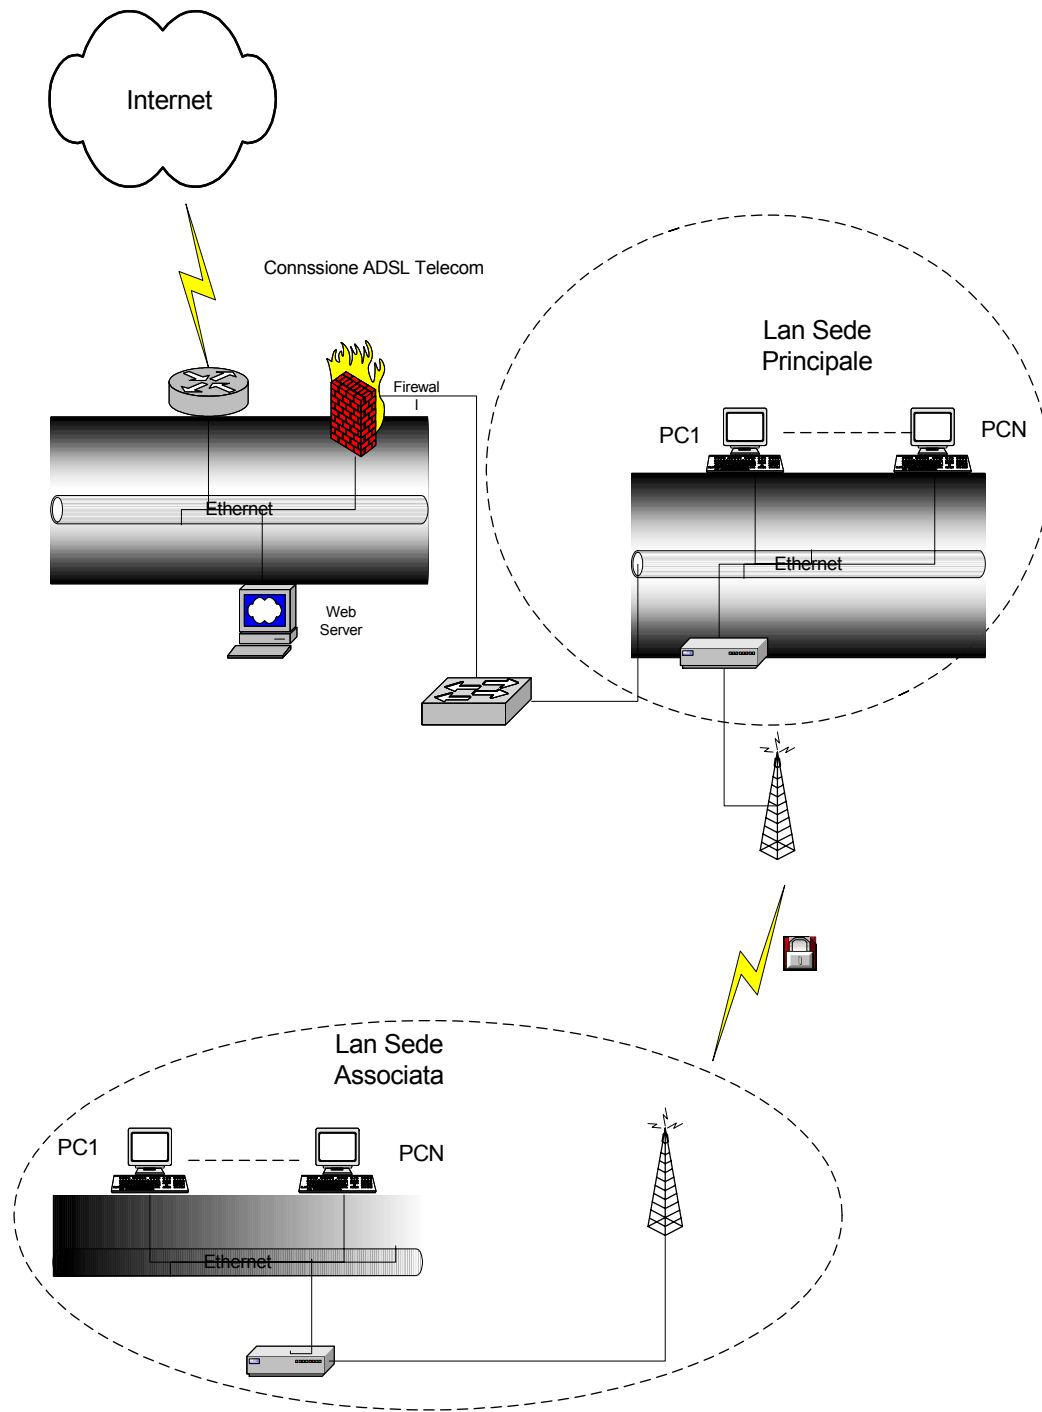 Internet
Connssione ADSL Telecom
Firewal
l
Ethernet
Web
Server
Lan Sede
Principale
PC1
PCN
Ethernet
Lan Sede
Associata
PC1
PCN
Ethernet